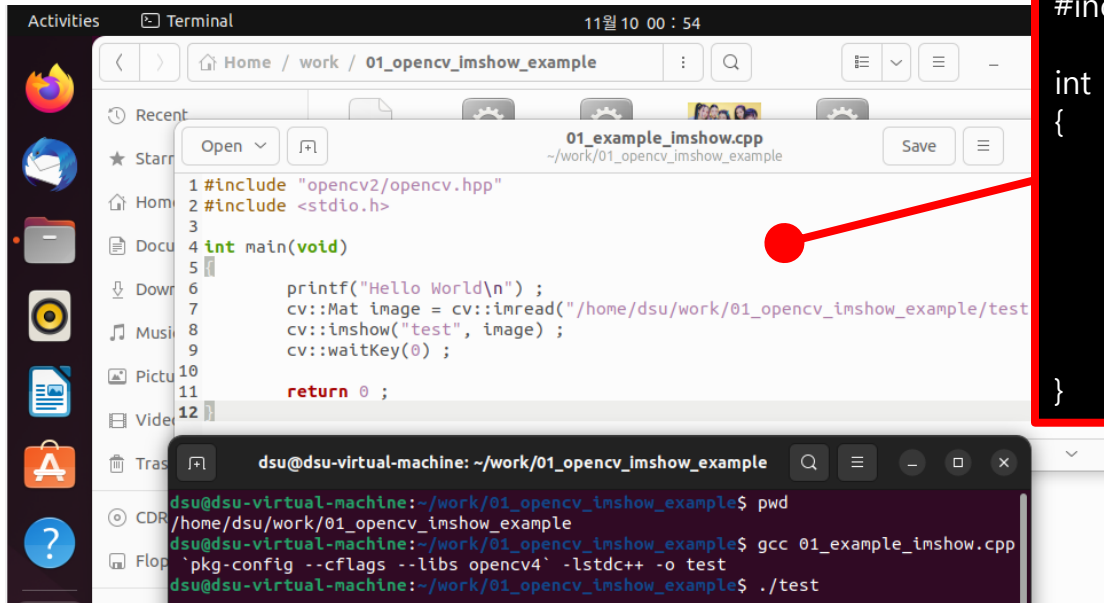 Activities
Terminal
11월 10 00 : 54
Home / work / 01_opencv_imshow_example
Recent
Open
01_example_imshow.cpp
~/work/01_opencv_imshow_example
Save
1 #include "opencv2/opencv.hpp"
2 #include <stdio.h>
3
4 int main(void)
5 {
6 printf("Hello World\n") ;
7 cv::Mat image = cv::imread("/home/dsu/work/01_opencv_imshow_example/test
8 cv::imshow("test", image) ;
9 cv::waitKey(0) ;
10
11 return 0 ;
12 }
dsu@dsu-virtual-machine: ~/work/01_opencv_imshow_example
dsu@dsu-virtual-machine:~/work/01_opencv_imshow_example$ pwd
/home/dsu/work/01_opencv_imshow_example
dsu@dsu-virtual-machine:~/work/01_opencv_imshow_example$ gcc 01_example_imshow.cpp
`pkg-config --cflags --libs opencv4` -lstdc++ -o test
dsu@dsu-virtual-machine:~/work/01_opencv_imshow_example$ ./test
int
{
}